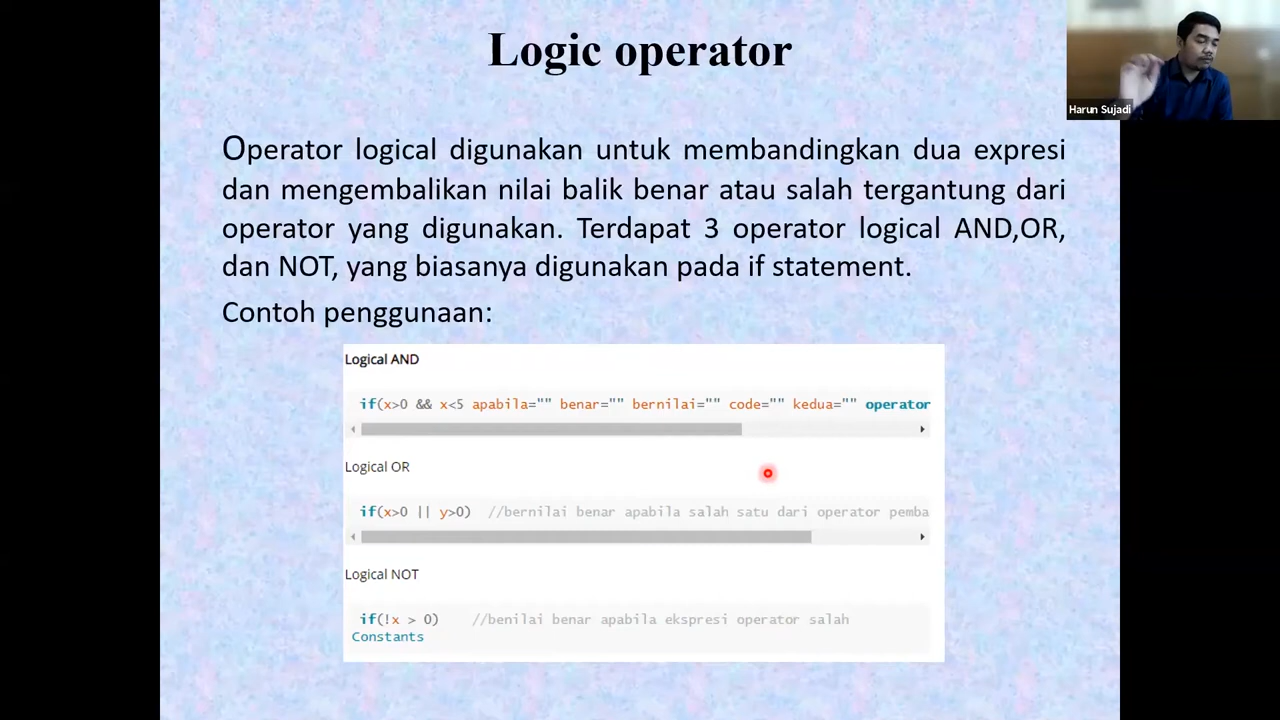 Logic operator
Harun Sujadi
Operator logical digunakan untuk membandingkan dua expresi
dan mengembalikan nilai balik benar atau salah tergantung dari
operator yang digunakan. Terdapat 3 operator logical AND,OR,
dan NOT, yang biasanya digunakan pada if statement.
Contoh penggunaan:
Logical AND
if(x>0 && x<5 apabila="" benar="" bernilai="" code="" kedua="" operator
Logical OR
if(x>0 || y>0) //bernilai benar apabila salah satu dari operator pemba
Logical NOT
if(!x > 0) //benilai benar apabila ekspresi operator salah
Constants